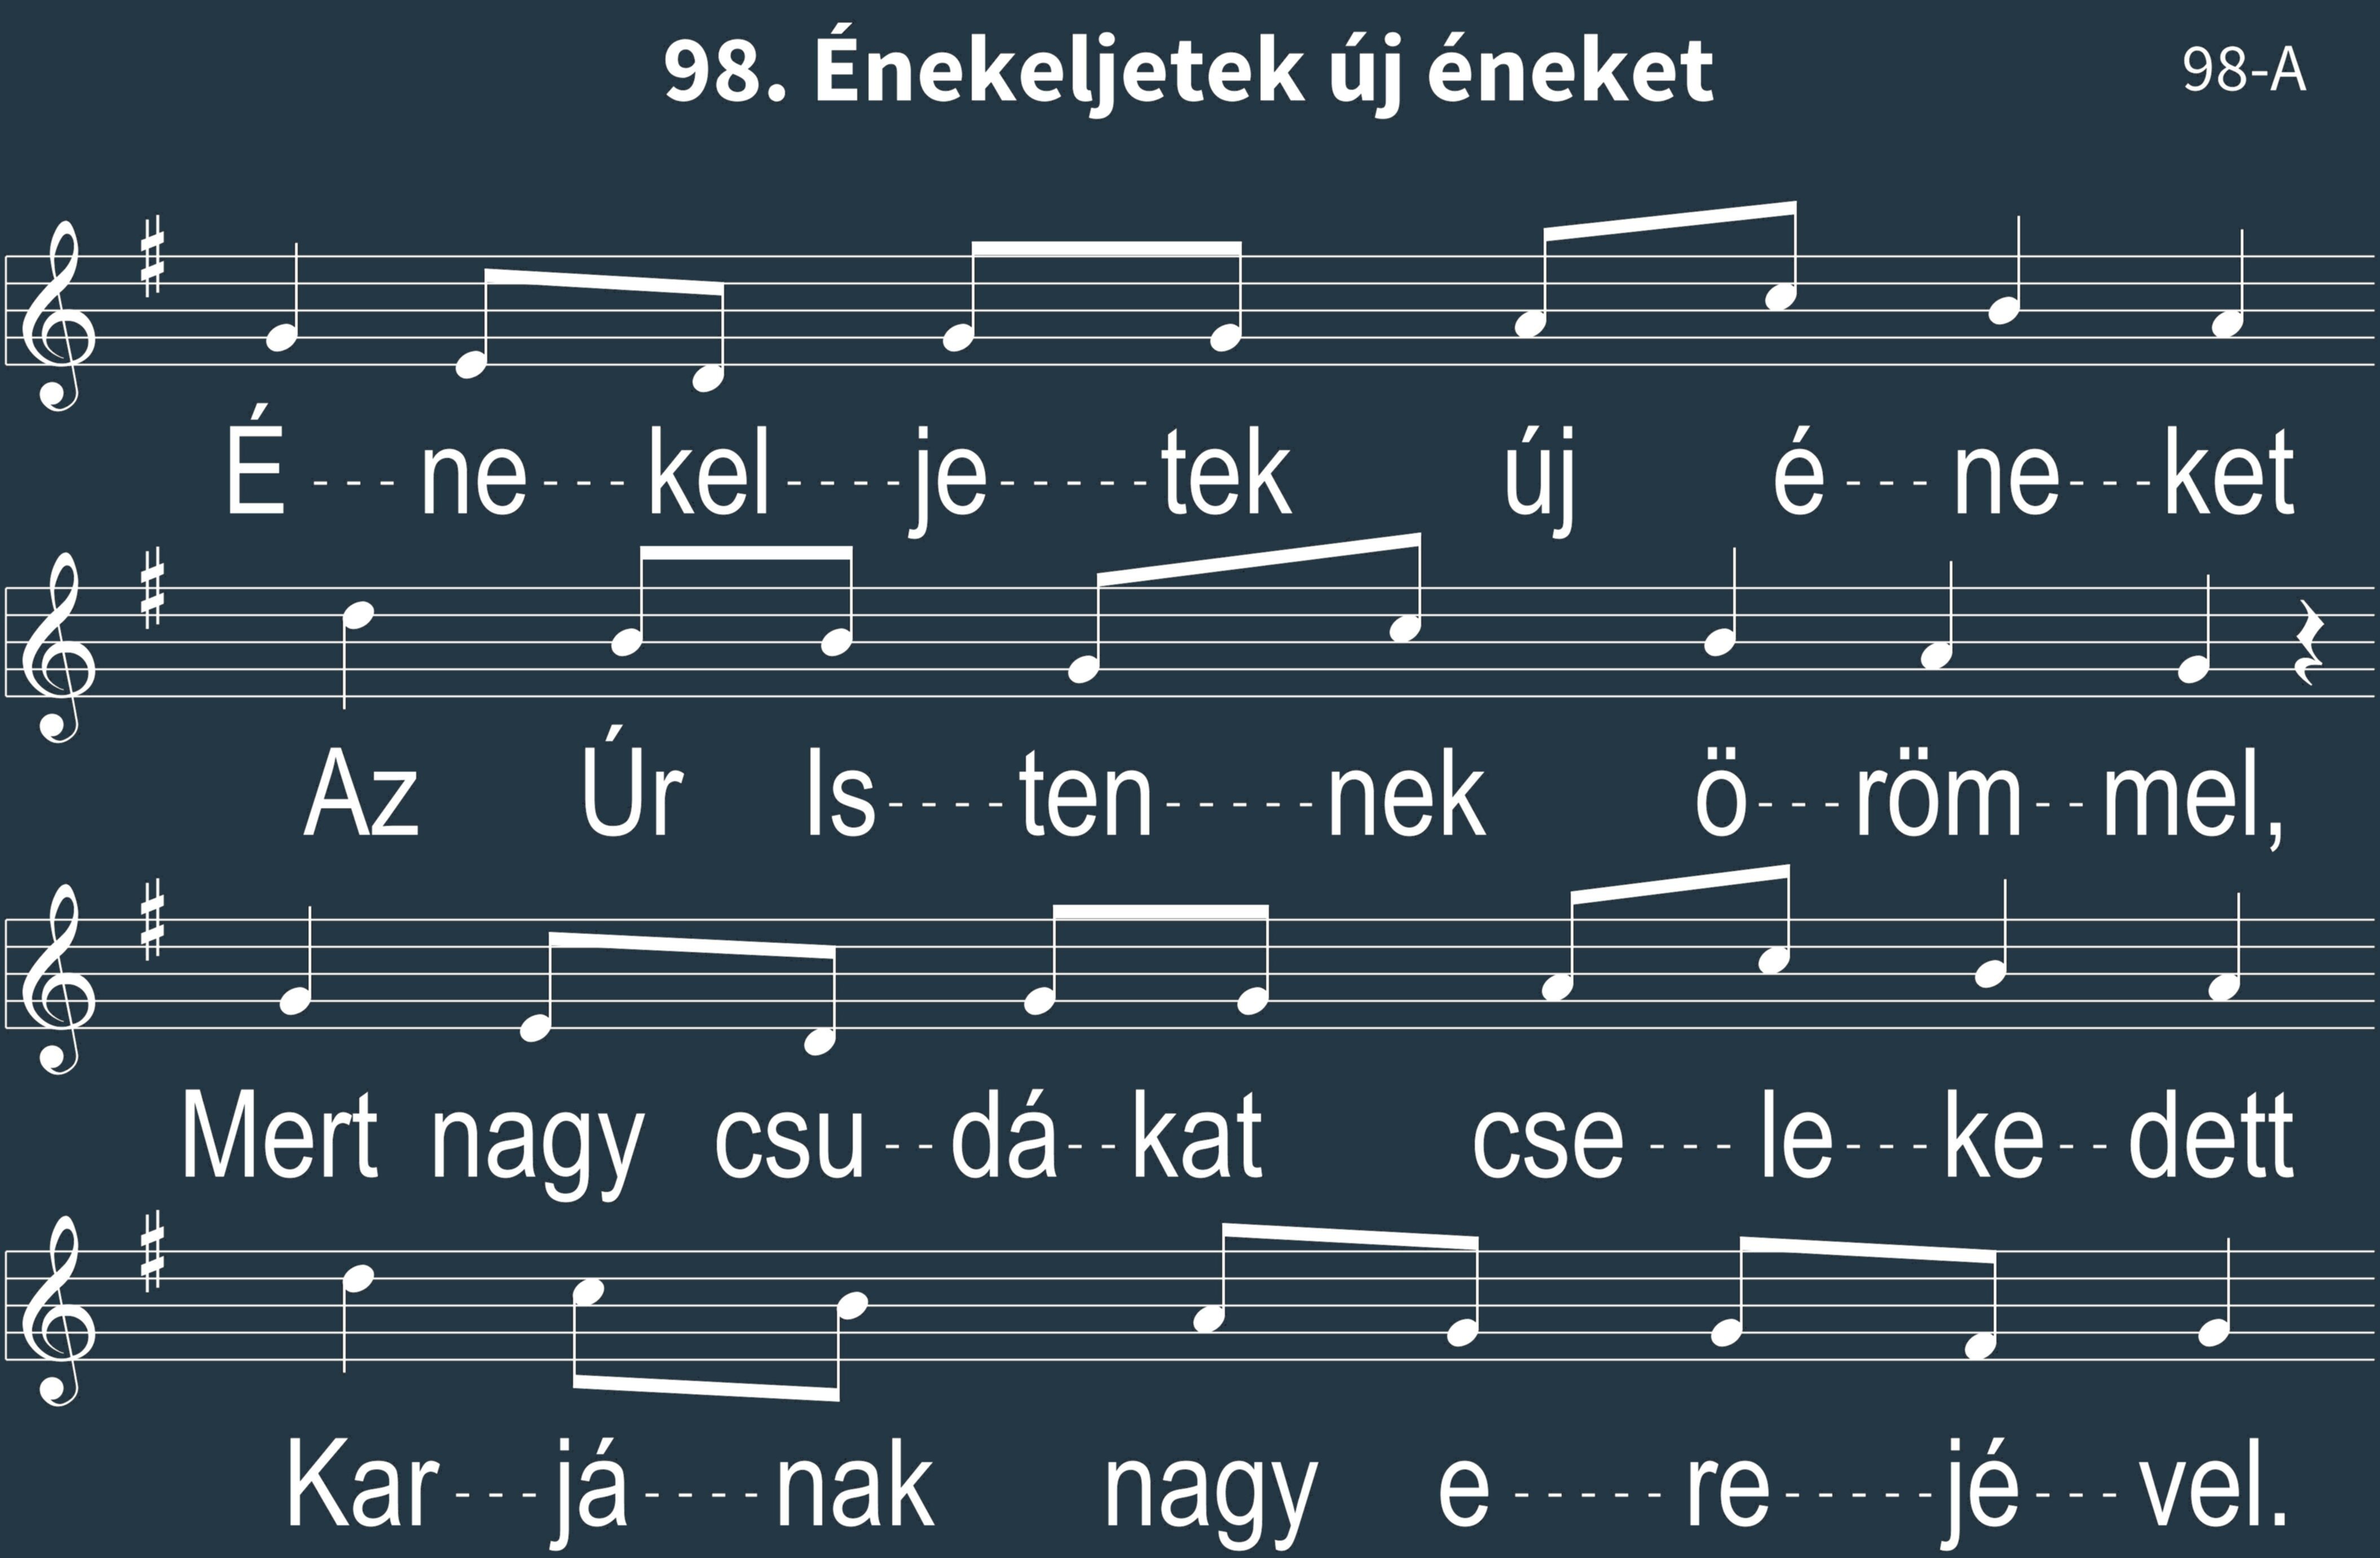 98. Énekeljetek új éneket 98-A
É---ne---kel----je-----tek új é---ne---ket
Az Úr Is----ten-----nek ö---röm--mel,
Mert nagy csu--dá--kat cse---le---ke--dett
Kar---já----nak nagy e-----re-----jé---vel.